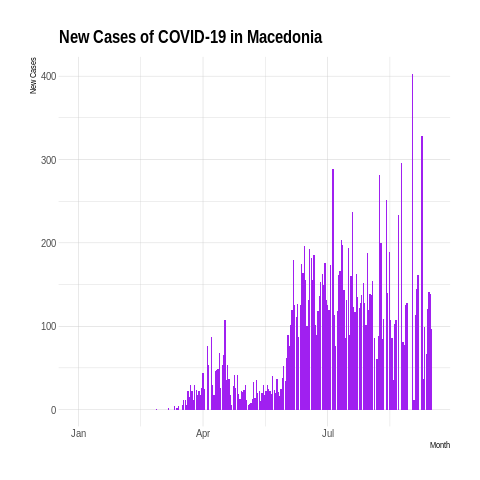 New Cases of COVID-19 in Macedonia
New Cases
400
300
200
100
0
Jan
Apr
Jul
Month